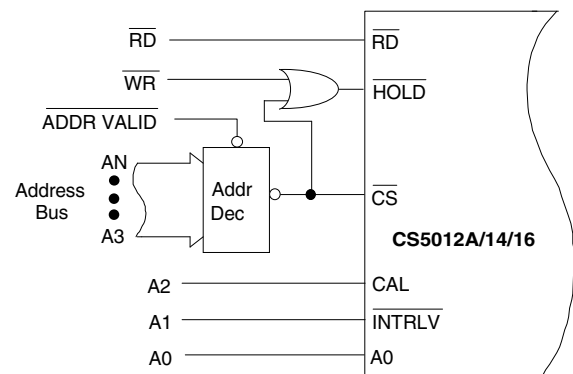 RD RD
WR HOLD
ADDR VALID
AN
Address Bus Addr Dec CS
A3
CS5012A/14/16
A2 CAL
A1 INTRLV
A0 A0